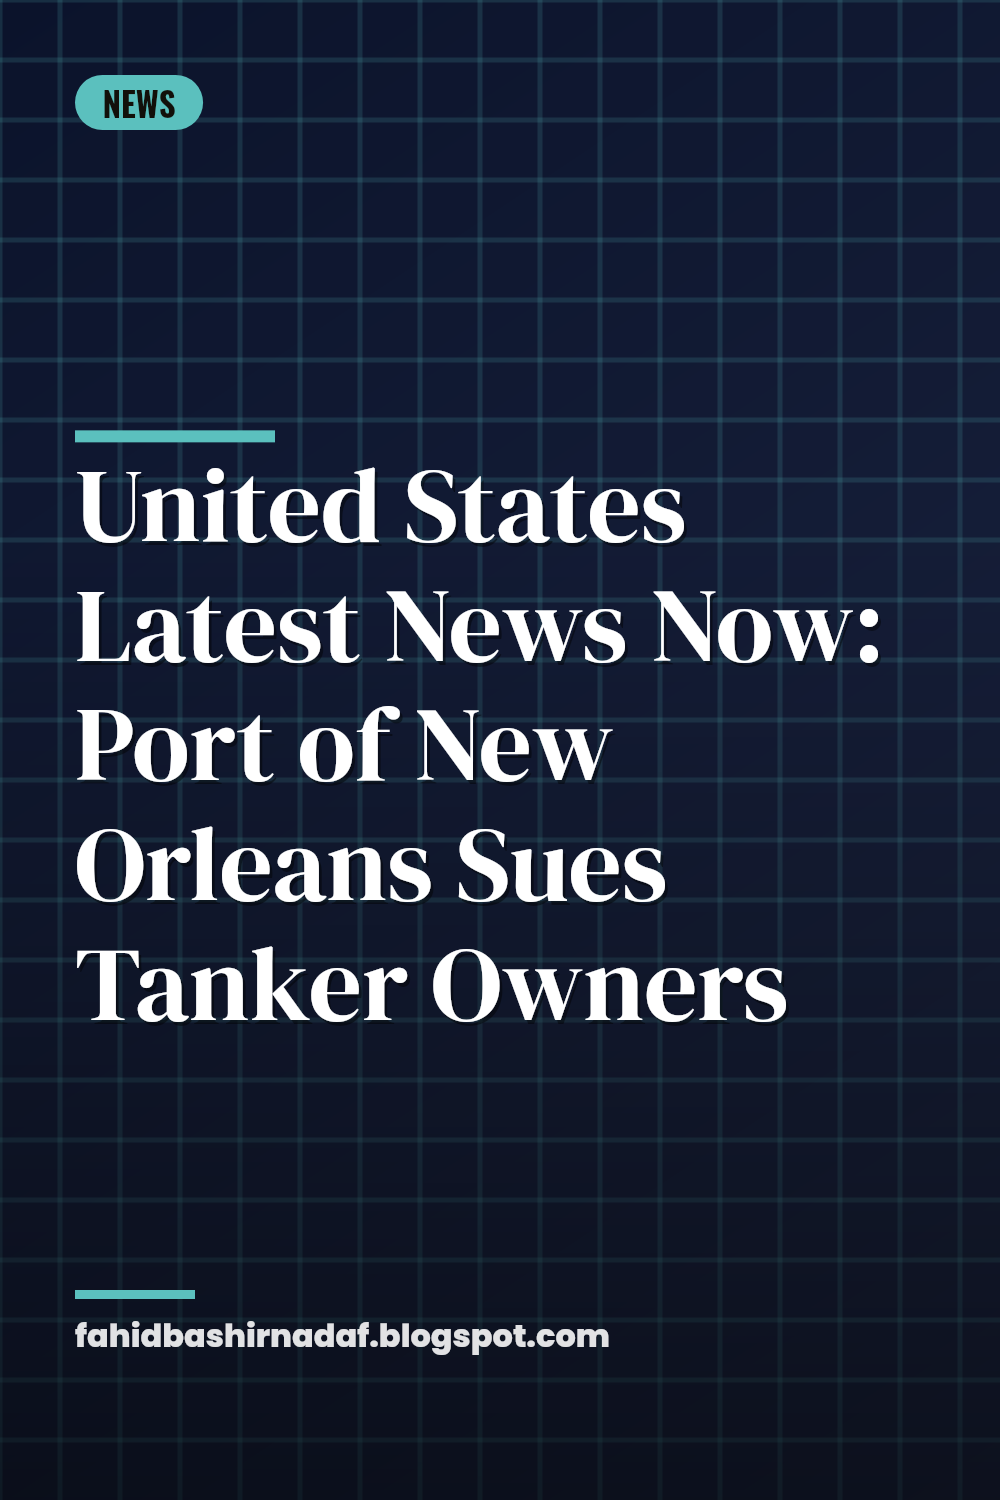 NEWS
United States
Latest News Now:
Port of New
Orleans Sues
Tanker Owners
fahidbashirnadaf.blogspot.com